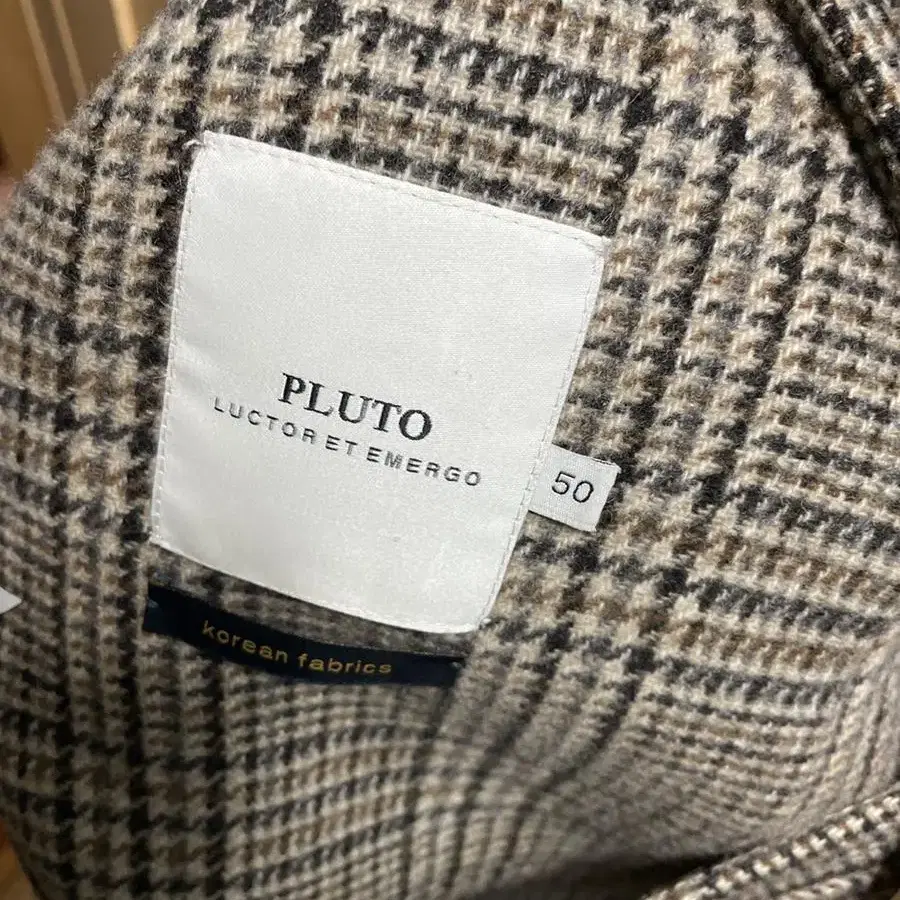 PLUTO
LUCTOR ET EMERGO
50
korean fabrics